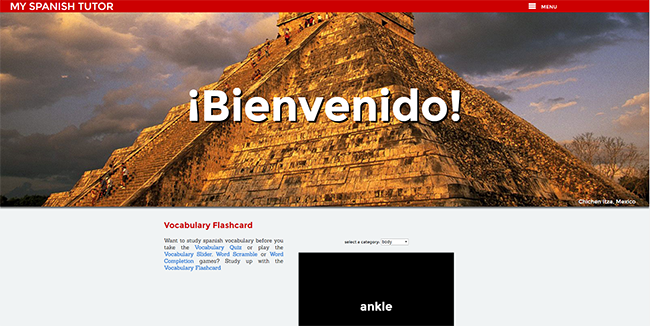 MY SPANISH TUTOR
MENU
¡Bienvenido!
Chichen Itza, Mexico
Vocabulary Flashcard
Want to study spanish vocabulary before you
take the Vocabulary Quiz or play the
Vocabulary Slider, Word Scramble or Word
Completion games? Study up with the
Vocabulary Flashcard
select a category: body
ankle